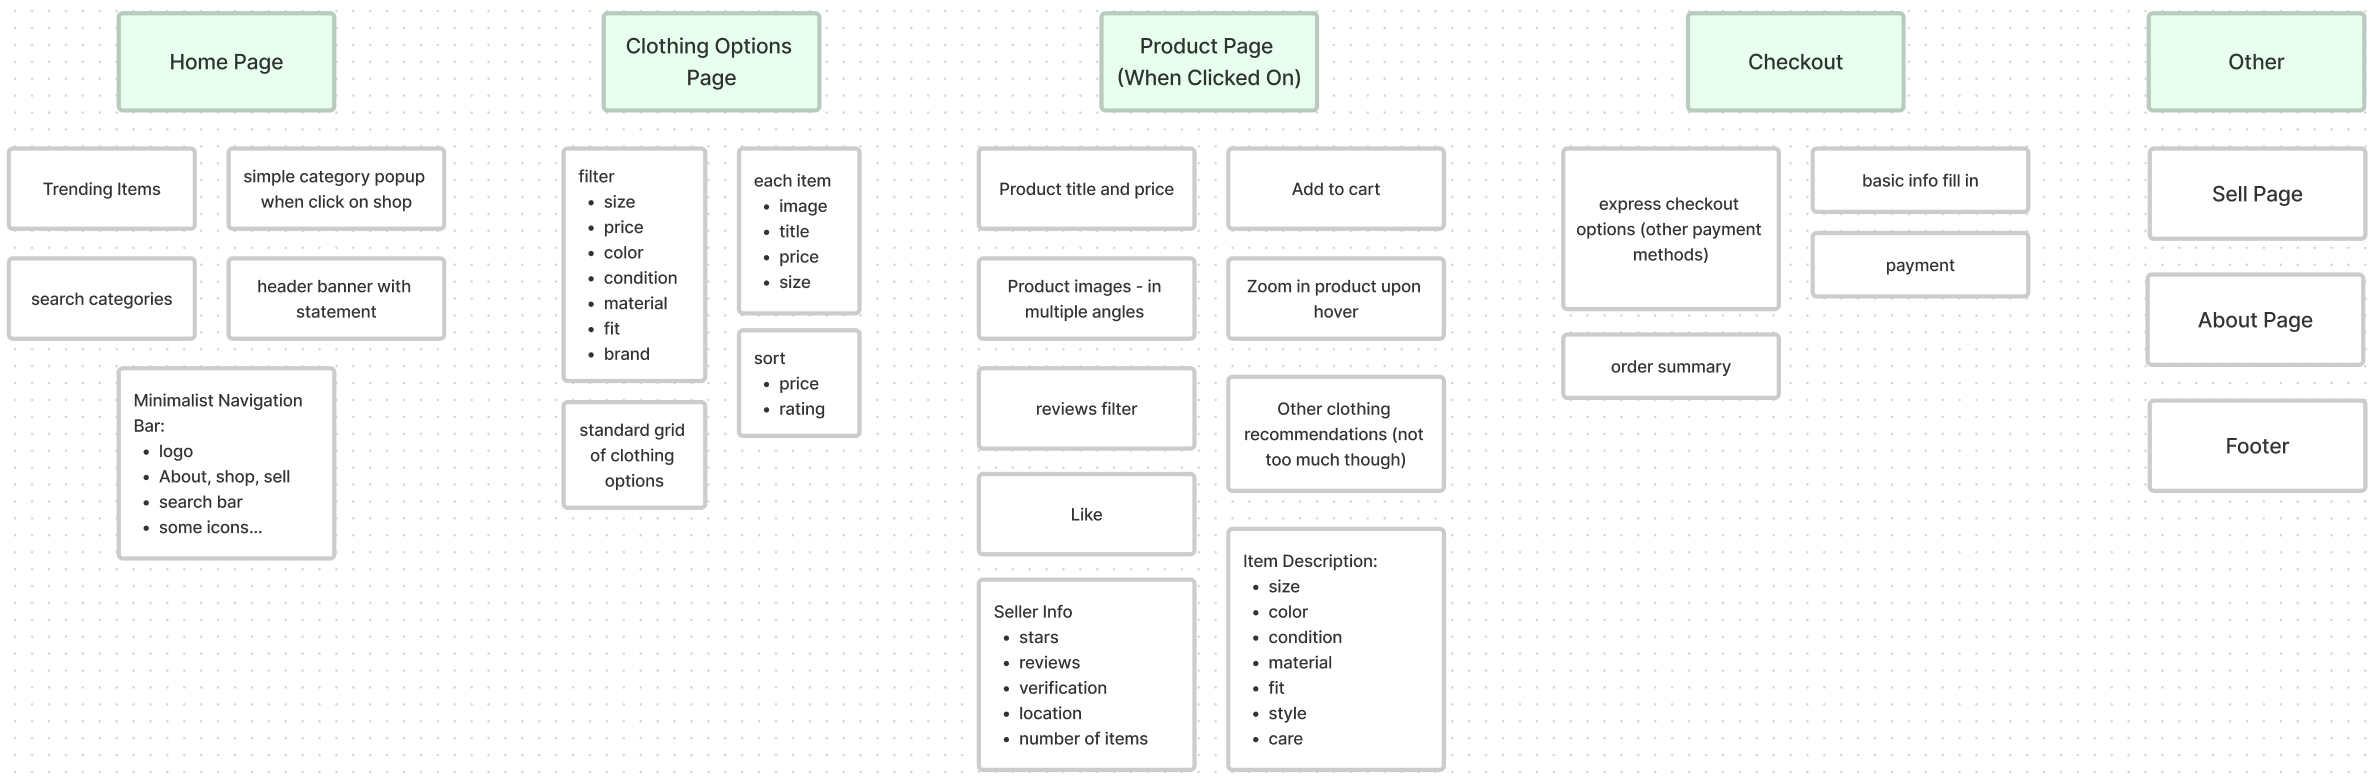 Home Page
Trending Items
simple category popup
when click on shop
search categories
header banner with
statement
Minimalist Navigation
Bar:
• logo
• About, shop, sell
• search bar
• some icons...
Clothing Options
Page
filter
• size
• price
• color
• condition
• material
• fit
• brand
each item
• image
• title
• price
• size
sort
• price
• rating
standard grid
of clothing
options
Product Page
(When Clicked On)
Product title and price
Add to cart
Product images - in
multiple angles
Zoom in product upon
hover
reviews filter
Other clothing
recommendations (not
too much though)
Like
Item Description:
• size
• color
• condition
• material
• fit
• style
• care
Seller Info
• stars
• reviews
• verification
• location
• number of items
Checkout
express checkout
options (other payment
methods)
basic info fill in
payment
order summary
Other
Sell Page
About Page
Footer